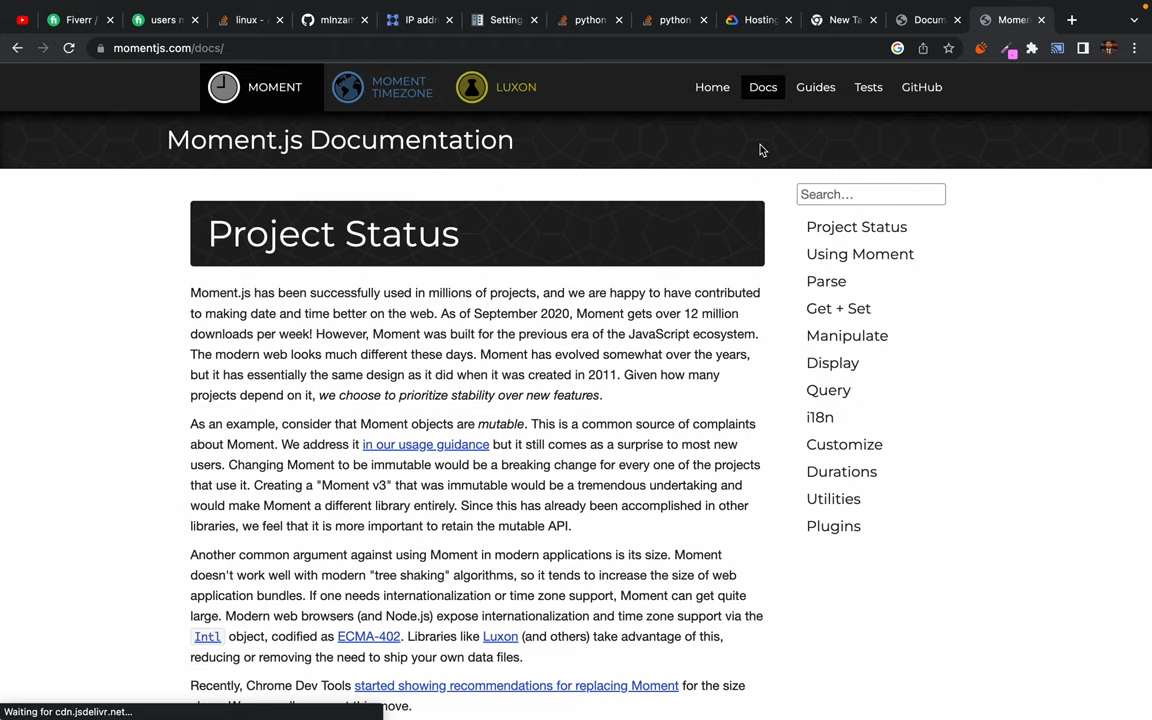 Fiverr /
users n
linux - A
mlnzam
IP addr
Setting
python
python
Hosting
New Ta
Docum
Momen
momentjs.com/docs/
MOMENT
MOMENT
TIMEZONE
LUXON
Home
Docs
Guides
Tests
GitHub
Moment.js Documentation
Search...
Project Status
Project Status
Using Moment
Parse
Get + Set
Manipulate
Display
Query
i18n
Customize
Durations
Utilities
Plugins
Moment.js has been successfully used in millions of projects, and we are happy to have contributed
to making date and time better on the web. As of September 2020, Moment gets over 12 million
downloads per week! However, Moment was built for the previous era of the JavaScript ecosystem.
The modern web looks much different these days. Moment has evolved somewhat over the years,
but it has essentially the same design as it did when it was created in 2011. Given how many
projects depend on it, we choose to prioritize stability over new features.
As an example, consider that Moment objects are mutable. This is a common source of complaints
about Moment. We address it in our usage guidance but it still comes as a surprise to most new
users. Changing Moment to be immutable would be a breaking change for every one of the projects
that use it. Creating a "Moment v3" that was immutable would be a tremendous undertaking and
would make Moment a different library entirely. Since this has already been accomplished in other
libraries, we feel that it is more important to retain the mutable API.
Another common argument against using Moment in modern applications is its size. Moment
doesn't work well with modern "tree shaking" algorithms, so it tends to increase the size of web
application bundles. If one needs internationalization or time zone support, Moment can get quite
large. Modern web browsers (and Node.js) expose internationalization and time zone support via the
Intl object, codified as ECMA-402. Libraries like Luxon (and others) take advantage of this,
reducing or removing the need to ship your own data files.
Recently, Chrome Dev Tools started showing recommendations for replacing Moment for the size
move.
Waiting for cdn.jsdelivr.net...